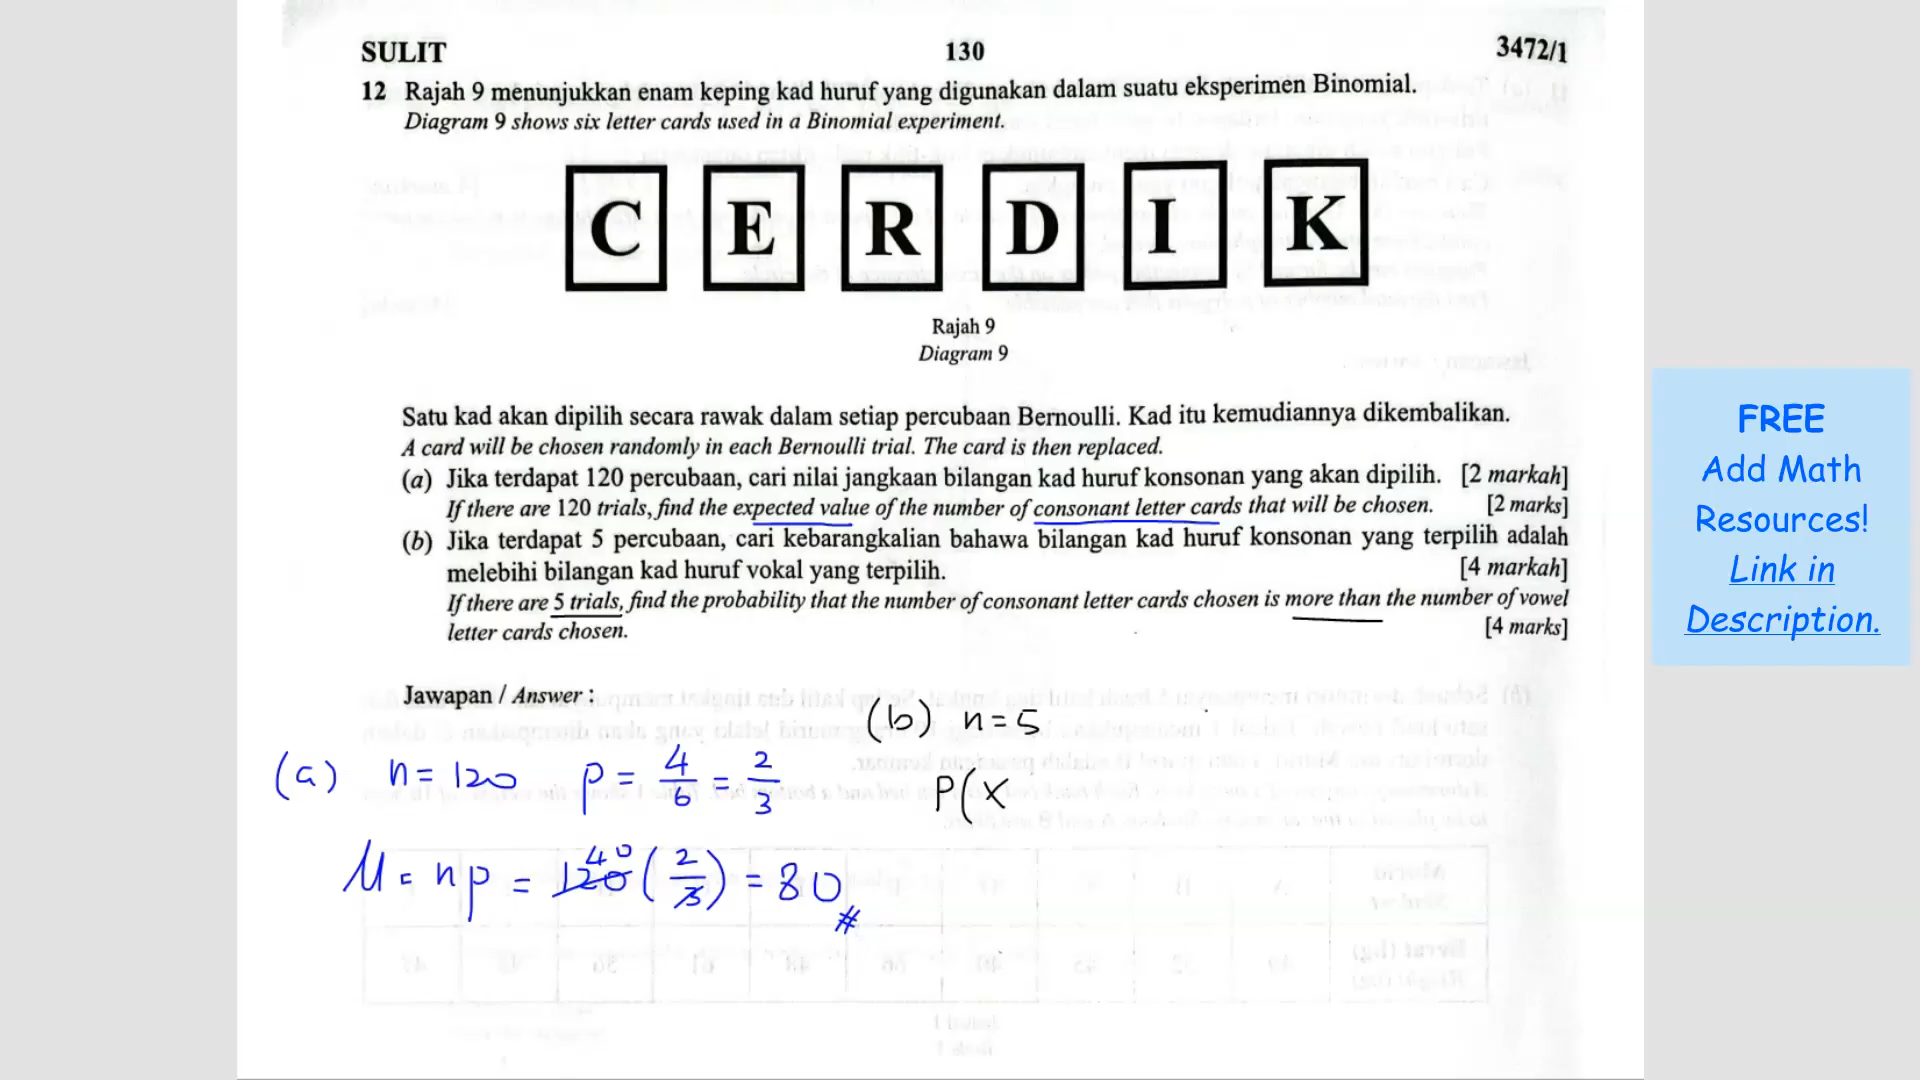 SULIT 130 3472/1
12 Rajah 9 menunjukkan enam keping kad huruf yang digunakan dalam suatu eksperimen Binomial.
Diagram 9 shows six letter cards used in a Binomial experiment.
C E R D I K
Rajah 9
Diagram 9
Satu kad akan dipilih secara rawak dalam setiap percubaan Bernoulli. Kad itu kemudiannya dikembalikan.
A card will be chosen randomly in each Bernoulli trial. The card is then replaced.
(a) Jika terdapat 120 percubaan, cari nilai jangkaan bilangan kad huruf konsonan yang akan dipilih. [2 markah]
If there are 120 trials, find the expected value of the number of consonant letter cards that will be chosen. [2 marks]
(b) Jika terdapat 5 percubaan, cari kebarangkalian bahawa bilangan kad huruf konsonan yang terpilih adalah
melebihi bilangan kad huruf vokal yang terpilih. [4 markah]
If there are 5 trials, find the probability that the number of consonant letter cards chosen is more than the number of vowel
letter cards chosen. [4 marks]
Jawapan / Answer :
(a) n = 120 p = 4/6 = 2/3
μ = np = 120 40 (2/3) = 80 #
(b) n = 5
P(X
FREE
Add Math
Resources!
Link in
Description.